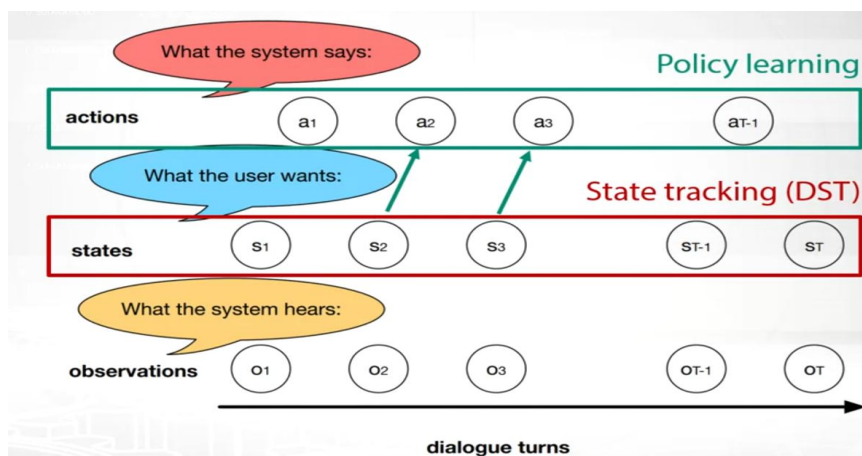 What the system says:
Policy learning
actions
a1 a2 a3 aT-1
What the user wants:
State tracking (DST)
states
s1 s2 s3 sT-1 sT
What the system hears:
observations
o1 o2 o3 oT-1 oT
dialogue turns